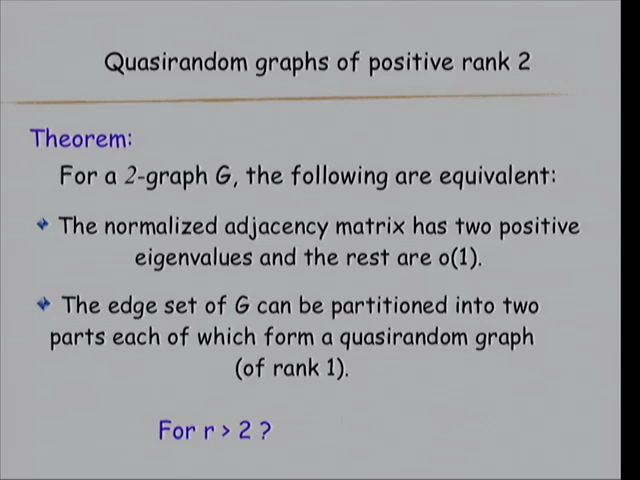 Quasirandom graphs of positive rank 2
Theorem:
For a 2-graph G, the following are equivalent:
The normalized adjacency matrix has two positive
eigenvalues and the rest are o(1).
The edge set of G can be partitioned into two
parts each of which form a quasirandom graph
(of rank 1).
For r > 2 ?